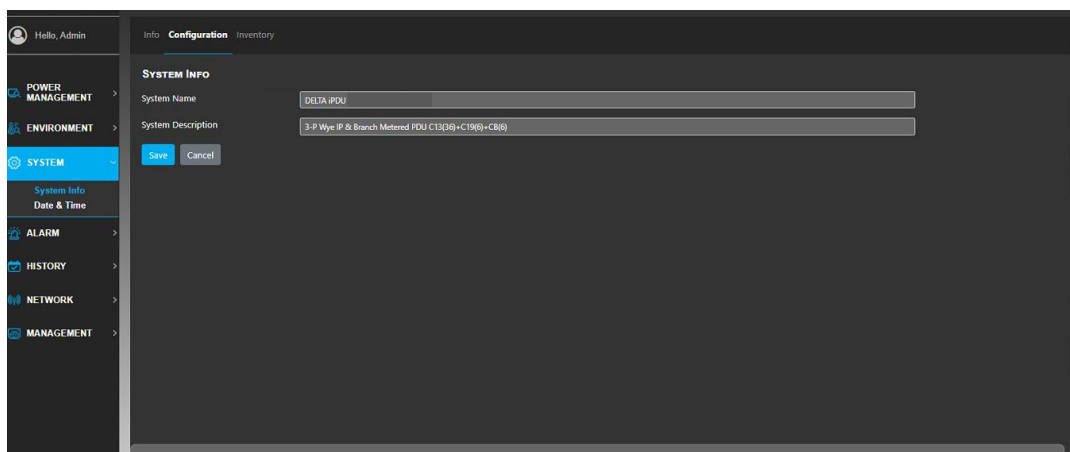 Hello, Admin
Info Configuration Inventory
SYSTEM INFO
System Name
DELTA iPDU
System Description
3-P Wye IP & Branch Metered PDU C13(36)+C19(6)+CB(6)
Save Cancel
POWER
MANAGEMENT
ENVIRONMENT
SYSTEM
System Info
Date & Time
ALARM
HISTORY
NETWORK
MANAGEMENT